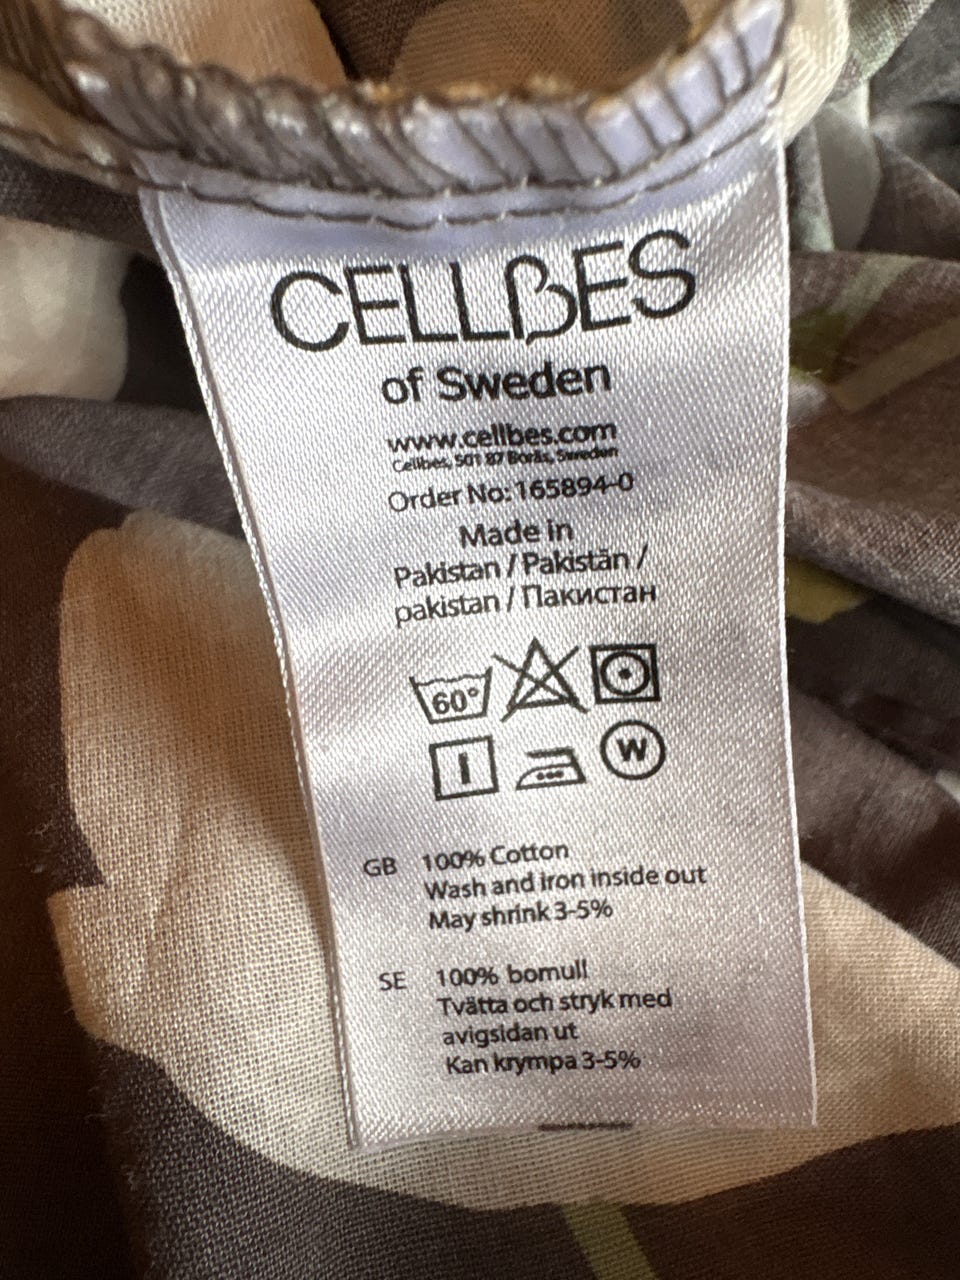 CELLBES
of Sweden
www.cellbes.com
Cellbes, 501 87 Borås, Sweden
Order No: 165894-0
Made in
Pakistan / Pakistān /
pakistan / Пакистан
60°
I
W
GB 100% Cotton
Wash and iron inside out
May shrink 3-5%
SE 100% bomull
Tvätta och stryk med
avigsidan ut
Kan krympa 3-5%